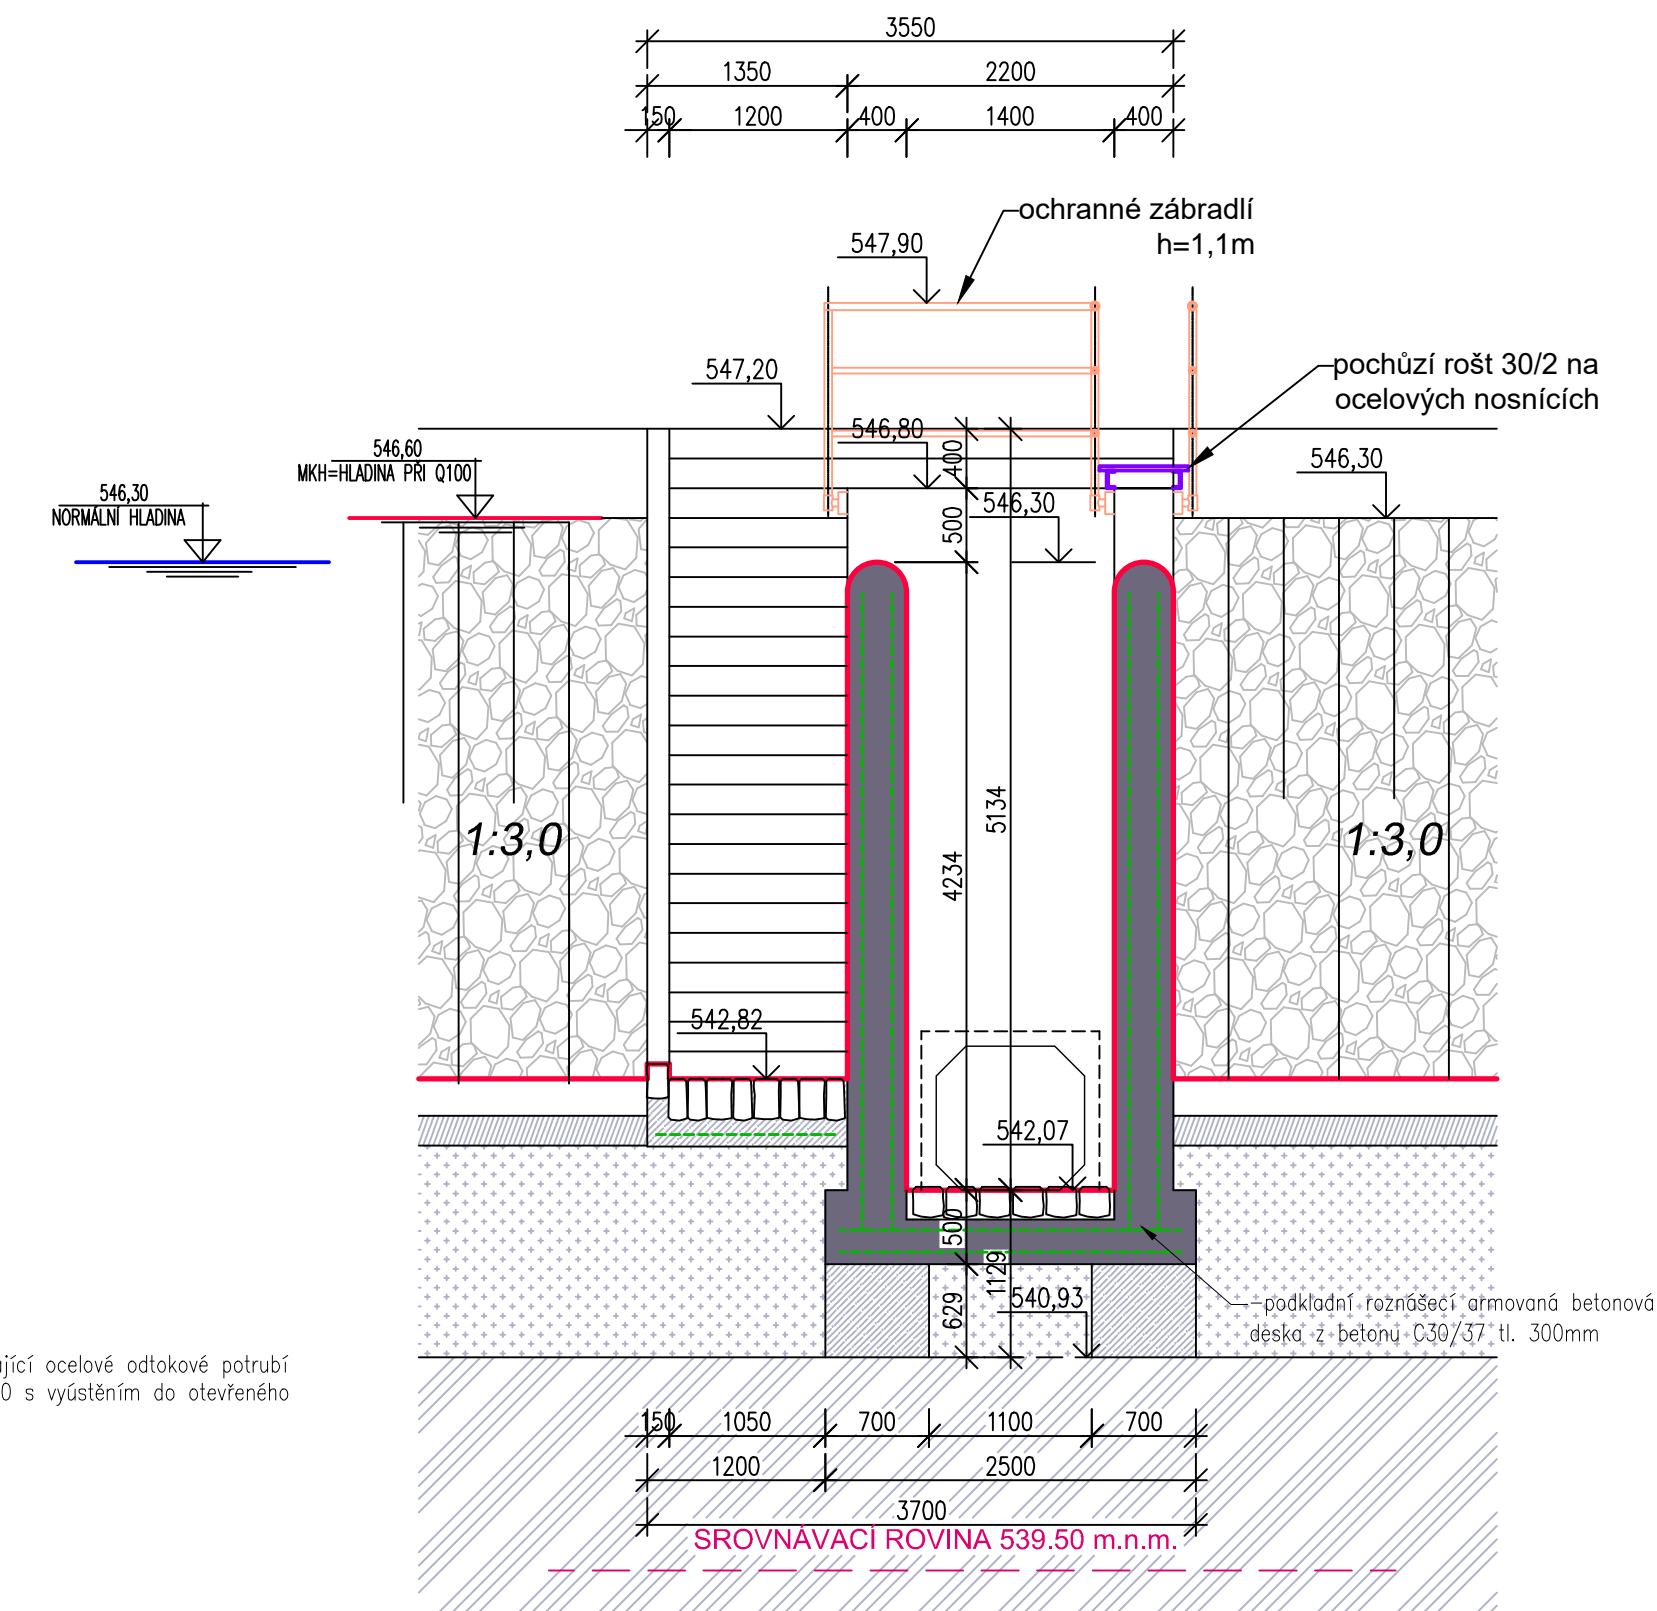 3550
1350 2200
150 1200 400 1400 400
ochranné zábradlí
h=1,1m
547,90
pochůzí rošt 30/2 na
ocelových nosnících
547,20
546,80
400
546,60
MKH=HLADINA PŘI Q100
546,30
546,30
NORMÁLNÍ HLADINA
546,30
500
1:3,0
1:3,0
5134
4234
542,82
542,07
500
1129
629
540,93
-podkladní roznášecí armovaná betonová
deska z betonu C30/37 tl. 300mm
jící ocelové odtokové potrubí
0 s vyústěním do otevřeného
150 1050 700 1100 700
1200 2500
3700
SROVNÁVACÍ ROVINA 539.50 m.n.m.